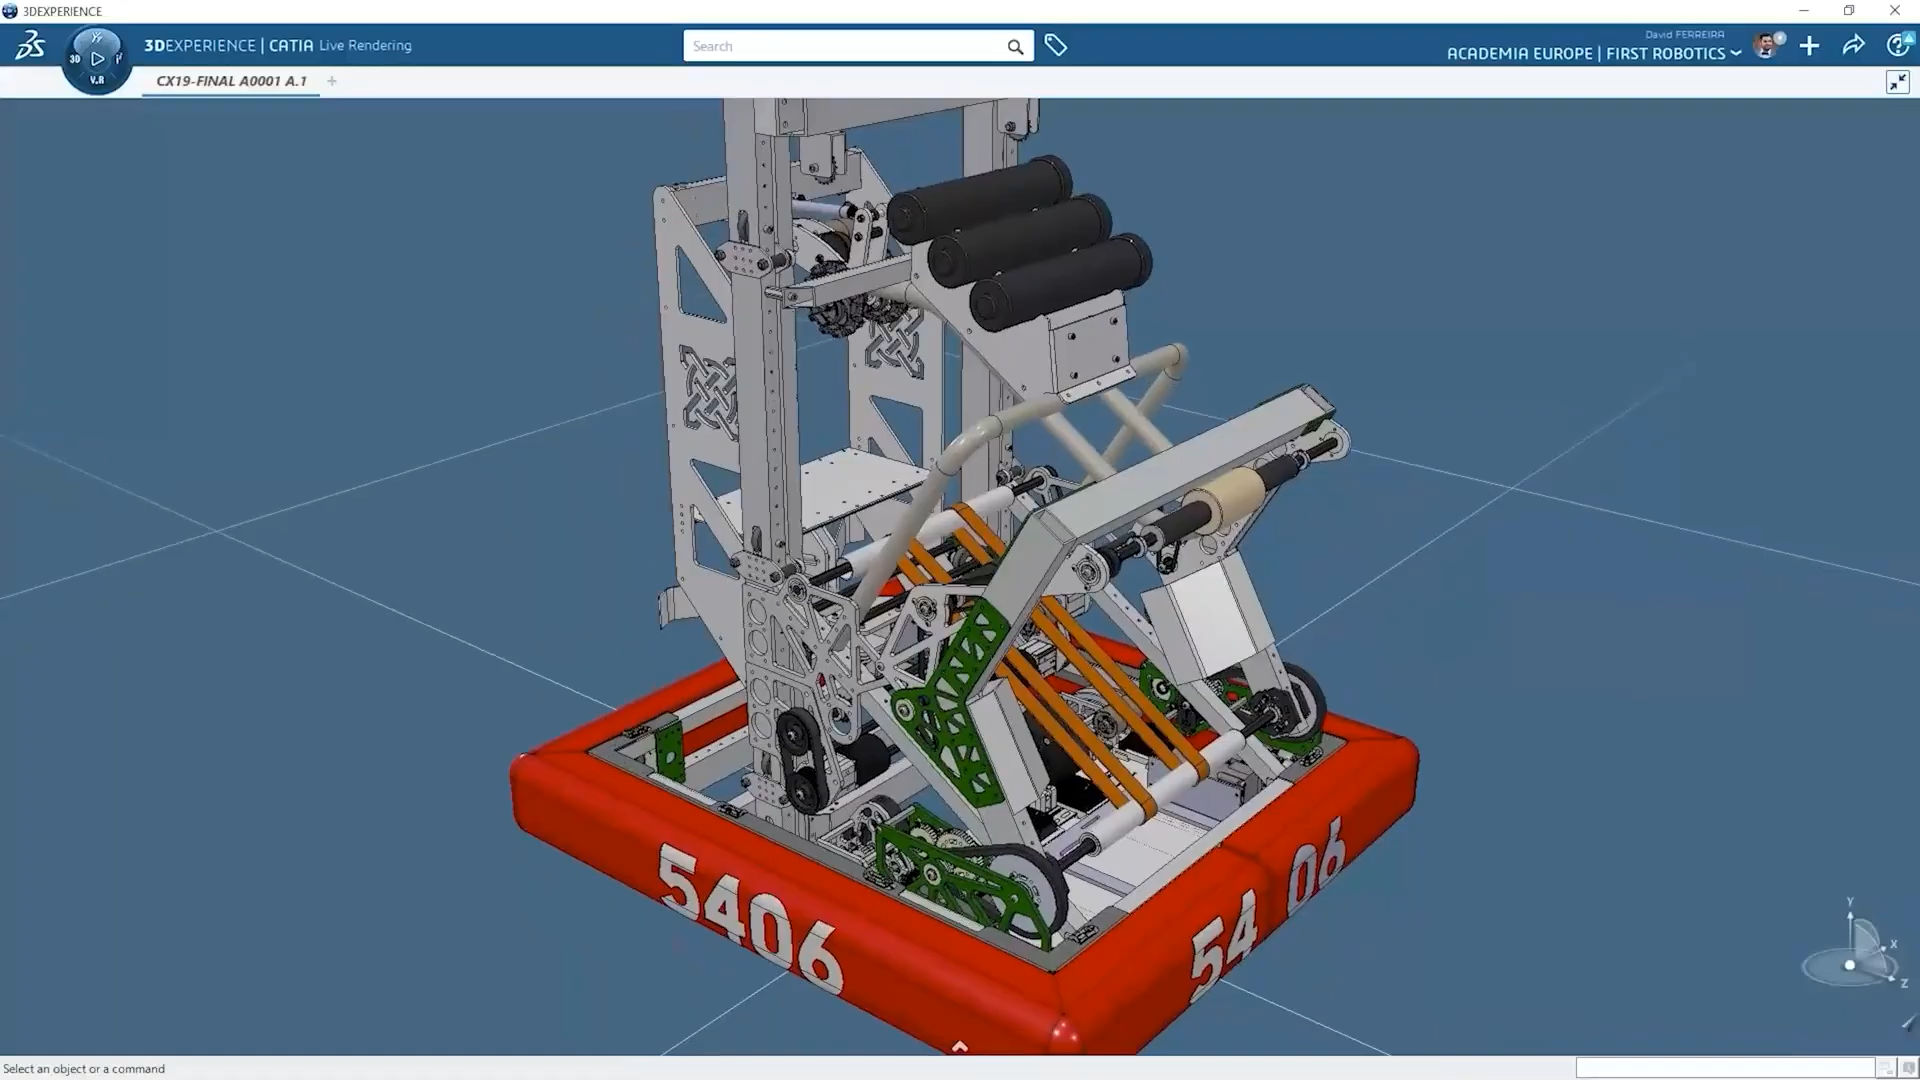 3DEXPERIENCE
3DEXPERIENCE | CATIA Live Rendering
Search
David FERREIRA
ACADEMIA EUROPE | FIRST ROBOTICS
3D
V.R
CX19-FINAL A0001 A.1
5406
54 06
Y
X
Z
Select an object or a command